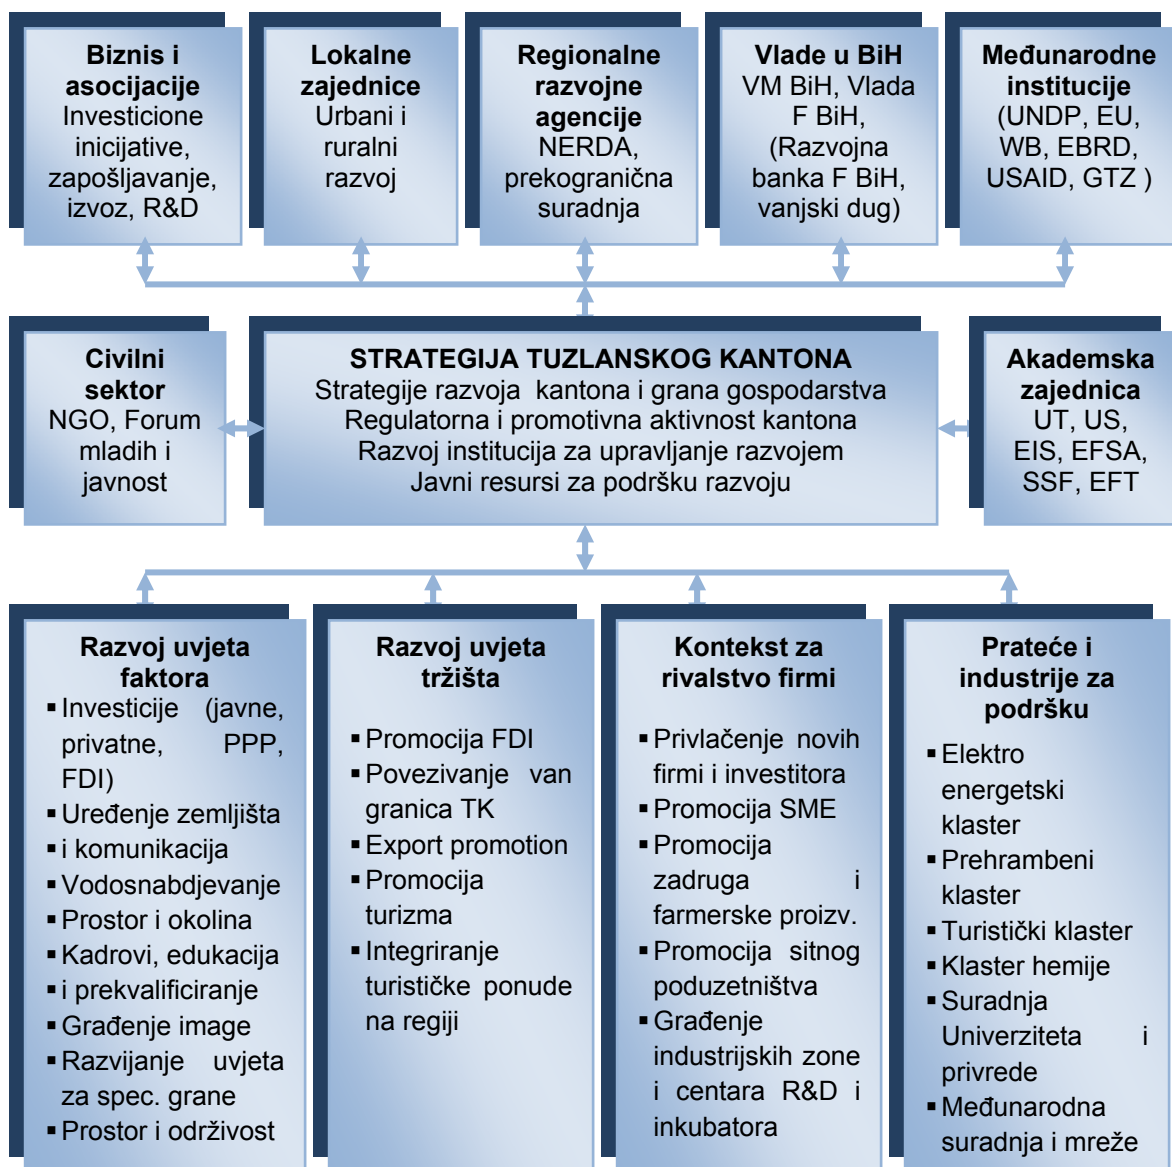 Biznis i
asocijacije
Investicione
inicijative,
zapošljavanje,
izvoz, R&D
Lokalne
zajednice
Urbani i
ruralni
razvoj
Regionalne
razvojne
agencije
NERDA,
prekogranična
suradnja
Vlade u BiH
VM BiH, Vlada
F BiH,
(Razvojna
banka F BiH,
vanjski dug)
Međunarodne
institucije
(UNDP, EU,
WB, EBRD,
USAID, GTZ )
Civilni
sektor
NGO, Forum
mladih i
javnost
STRATEGIJA TUZLANSKOG KANTONA
Strategije razvoja kantona i grana gospodarstva
Regulatorna i promotivna aktivnost kantona
Razvoj institucija za upravljanje razvojem
Javni resursi za podršku razvoju
Akademska
zajednica
UT, US,
EIS, EFSA,
SSF, EFT
Razvoj uvjeta
faktora
▪ Investicije (javne,
privatne, PPP,
FDI)
▪ Uređenje zemljišta
▪ i komunikacija
▪ Vodosnabdjevanje
▪ Prostor i okolina
▪ Kadrovi, edukacija
▪ i prekvalificiranje
▪ Građenje image
▪ Razvijanje uvjeta
za spec. grane
▪ Prostor i održivost
Razvoj uvjeta
tržišta
▪ Promocija FDI
▪ Povezivanje van
granica TK
▪ Export promotion
▪ Promocija
turizma
▪ Integriranje
turističke ponude
na regiji
Kontekst za
rivalstvo firmi
▪ Privlačenje novih
firmi i investitora
▪ Promocija SME
▪ Promocija
zadruga i
farmerske proizv.
▪ Promocija sitnog
poduzetništva
▪ Građenje
industrijskih zone
i centara R&D i
inkubatora
Prateće i
industrije za
podršku
▪ Elektro
energetski
klaster
▪ Prehrambeni
klaster
▪ Turistički klaster
▪ Klaster hemije
▪ Suradnja
Univerziteta i
privrede
▪ Međunarodna
suradnja i mreže